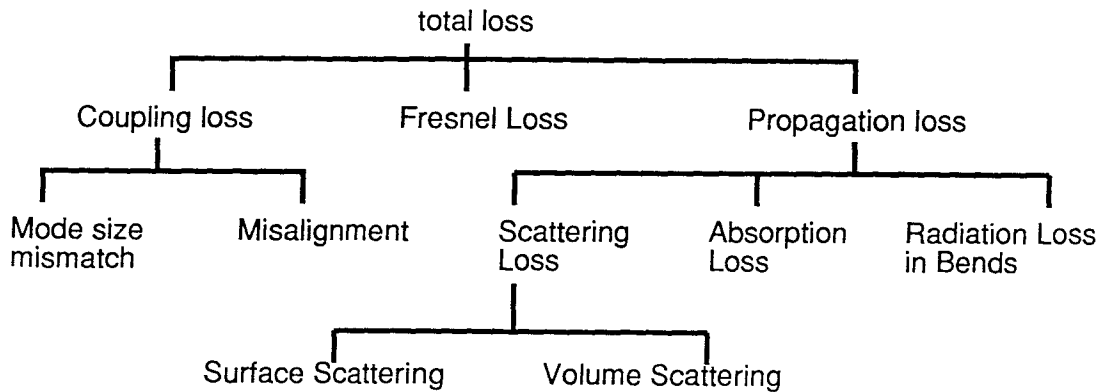 total loss
Coupling loss
Fresnel Loss
Propagation loss
Mode size
mismatch
Misalignment
Scattering
Loss
Absorption
Loss
Radiation Loss
in Bends
Surface Scattering
Volume Scattering